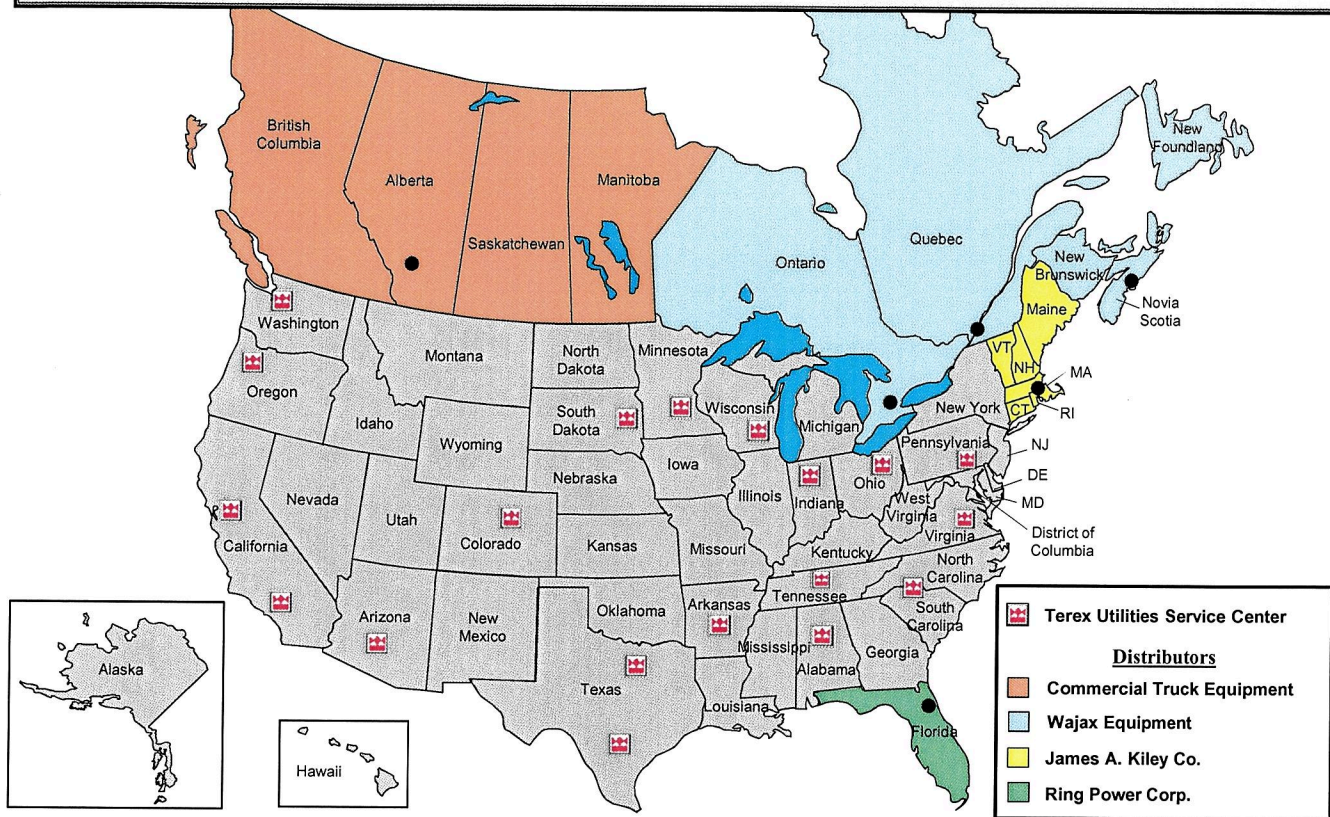 British
Columbia
Alberta
Saskatchewan
Manitoba
Ontario
Quebec
New
Foundland
New
Brunswick
Novia
Scotia
Maine
VT
NH
MA
CT
RI
Washington
Oregon
Montana
Idaho
Wyoming
North
Dakota
South
Dakota
Minnesota
Wisconsin
Michigan
New York
Pennsylvania
NJ
DE
MD
District of
Columbia
Nebraska
Iowa
Illinois
Indiana
Ohio
West
Virginia
Virginia
Nevada
Utah
California
Colorado
Kansas
Missouri
Kentucky
North
Carolina
Tennessee
South
Carolina
Arizona
New
Mexico
Oklahoma
Arkansas
Mississippi
Alabama
Georgia
Texas
Louisiana
Florida
Alaska
Hawaii
Terex Utilities Service Center
Distributors
Commercial Truck Equipment
Wajax Equipment
James A. Kiley Co.
Ring Power Corp.